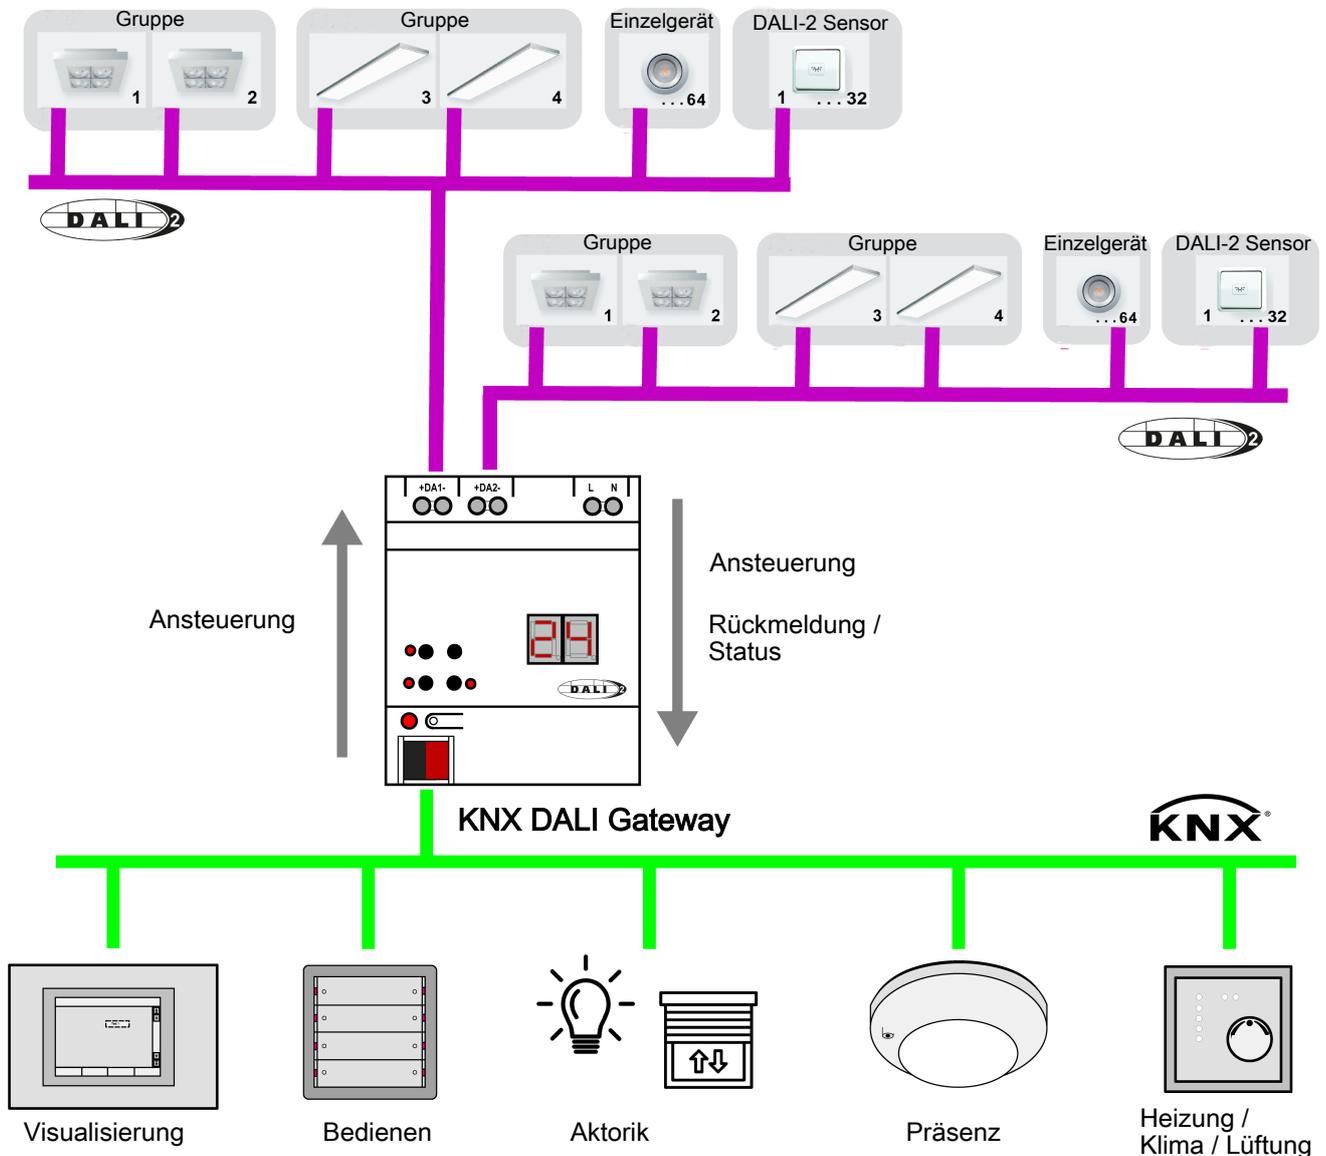 Gruppe
Gruppe
Einzelgerät
DALI-2 Sensor
1
2
3
4
...64
1 ...32
DALI 2
Gruppe
Gruppe
Einzelgerät
DALI-2 Sensor
1
2
3
4
...64
1 ...32
DALI 2
+DA1-
+DA2-
L N
Ansteuerung
Ansteuerung
Rückmeldung /
Status
24
DALI 2
KNX DALI Gateway
KNX®
Visualisierung
Bedienen
Aktorik
Präsenz
Heizung /
Klima / Lüftung